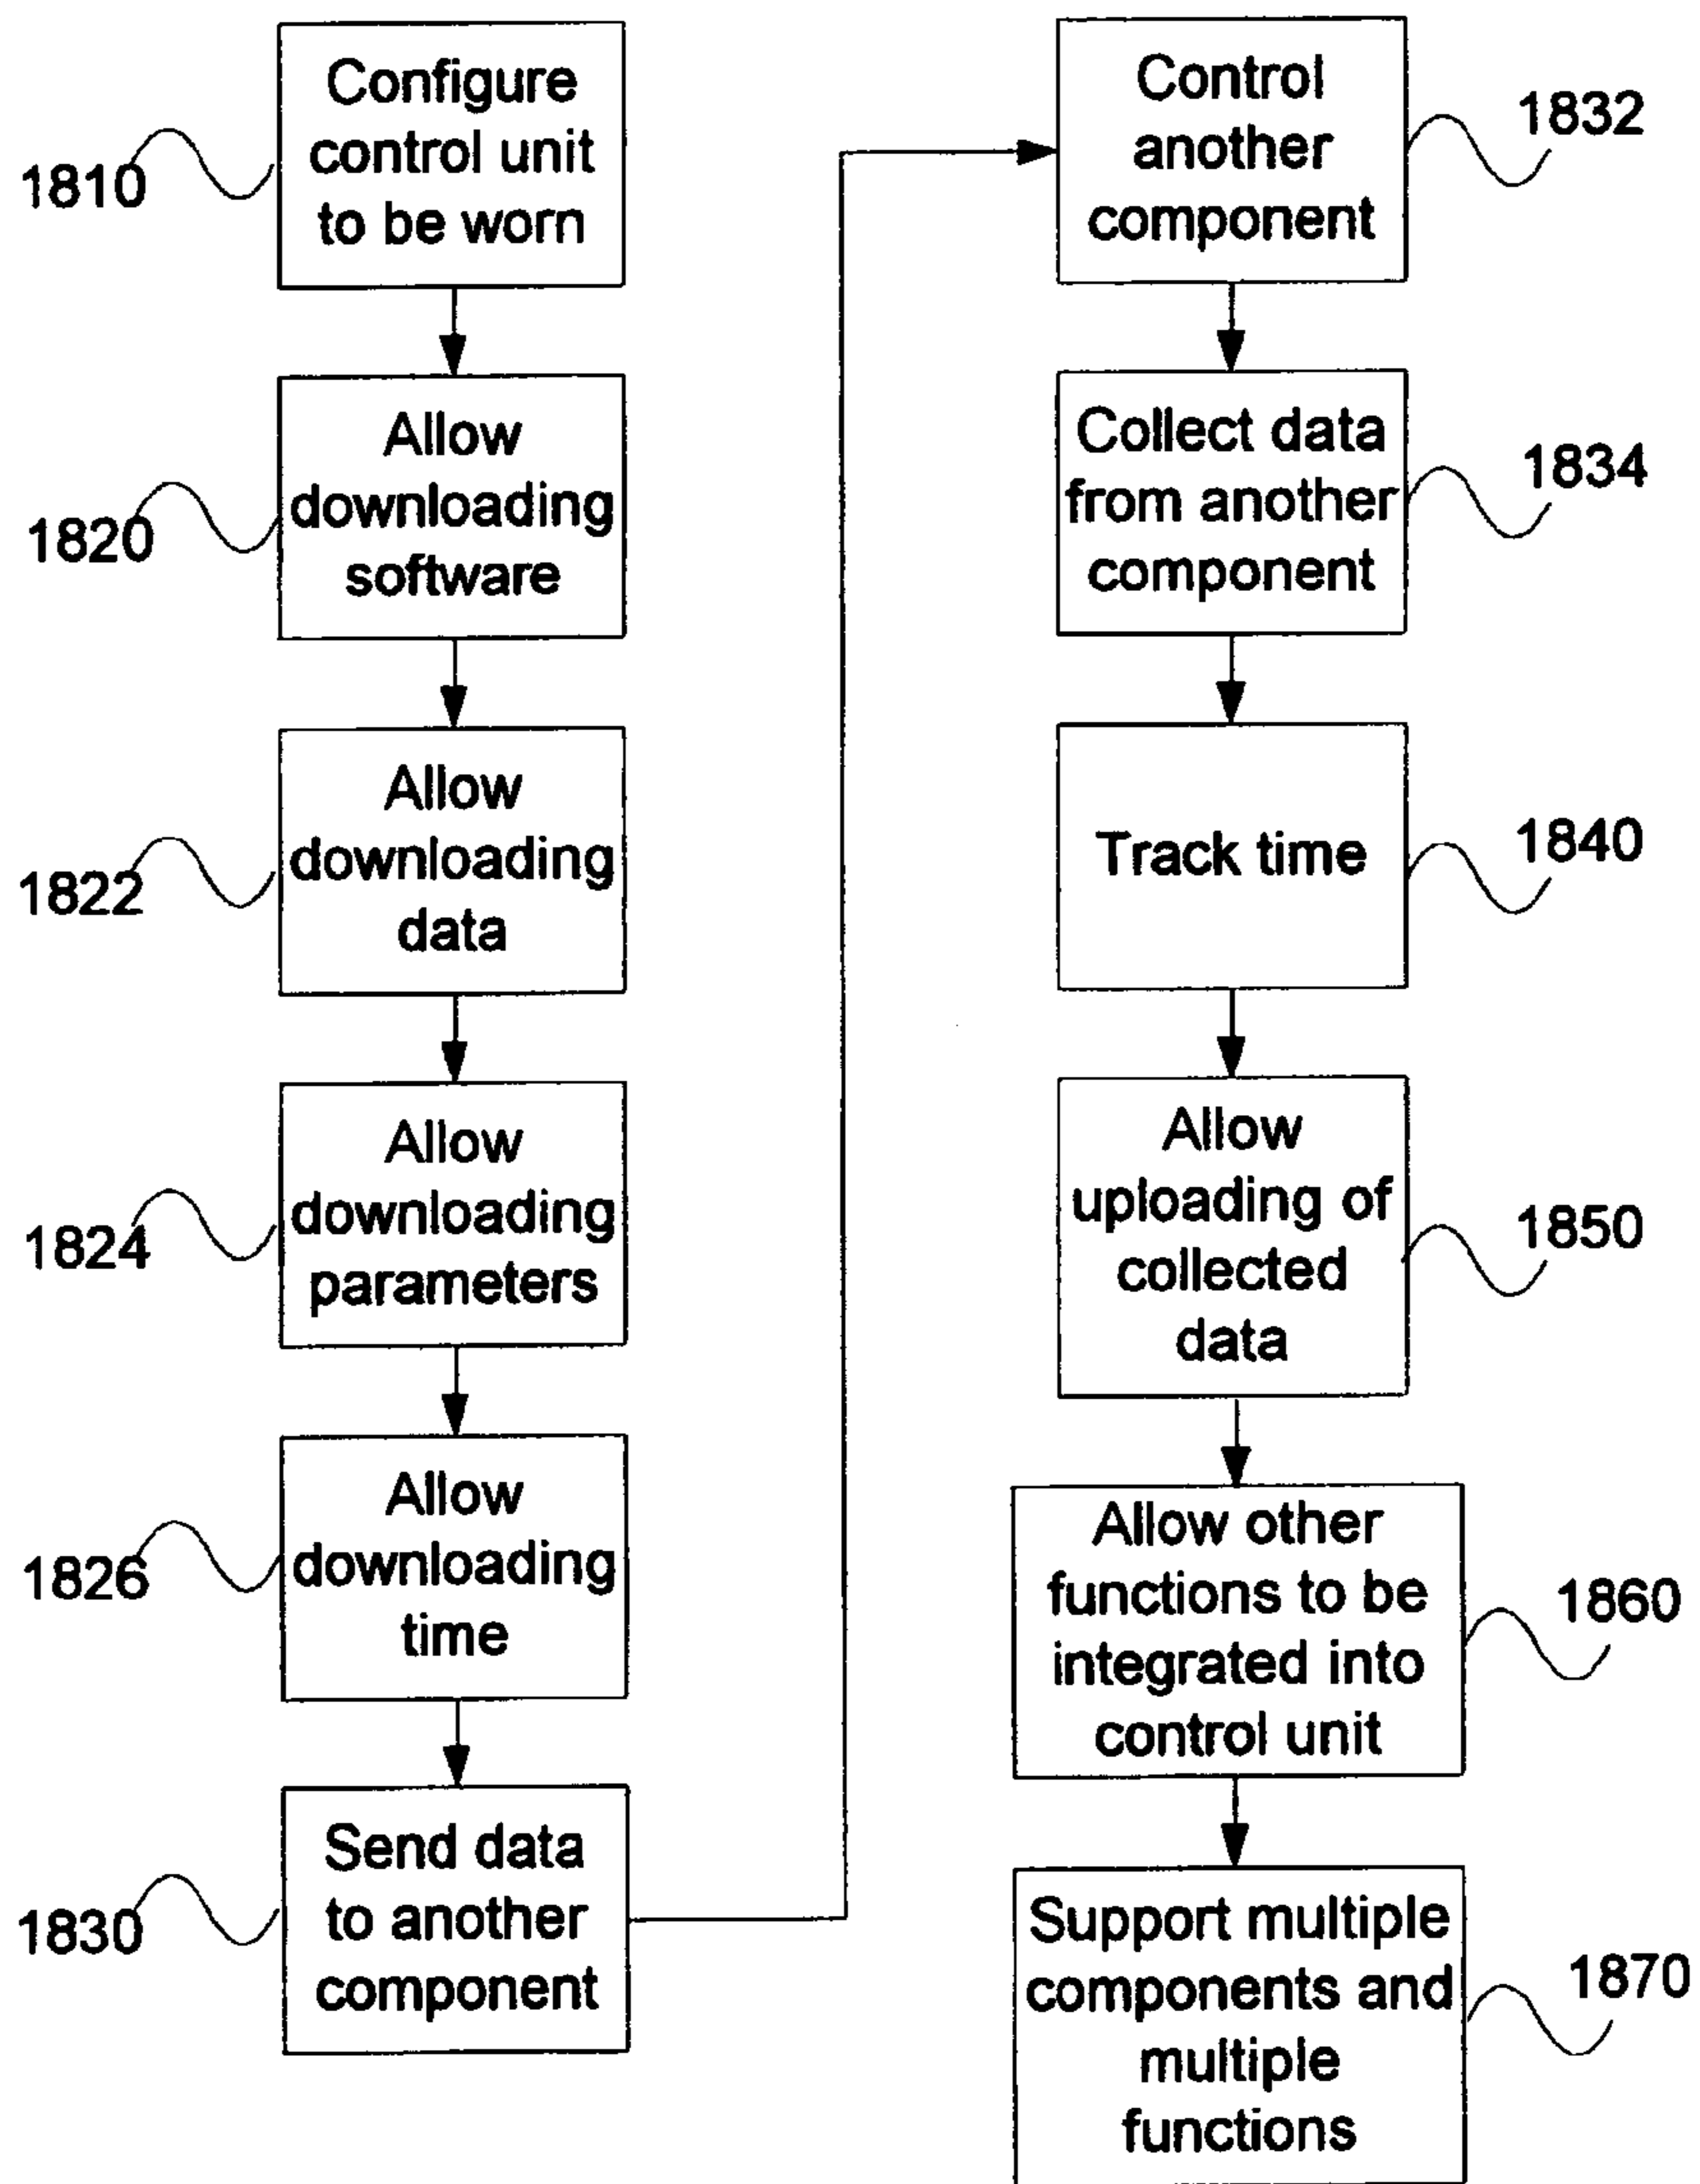 Configure
control unit
to be worn
1810
Allow
downloading
software
1820
Allow
downloading
data
1822
Allow
downloading
parameters
1824
Allow
downloading
time
1826
Send data
to another
component
1830
Control
another
component
1832
Collect data
from another
component
1834
Track time
1840
Allow
uploading of
collected
data
1850
Allow other
functions to be
integrated into
control unit
1860
Support multiple
components and
multiple
functions
1870